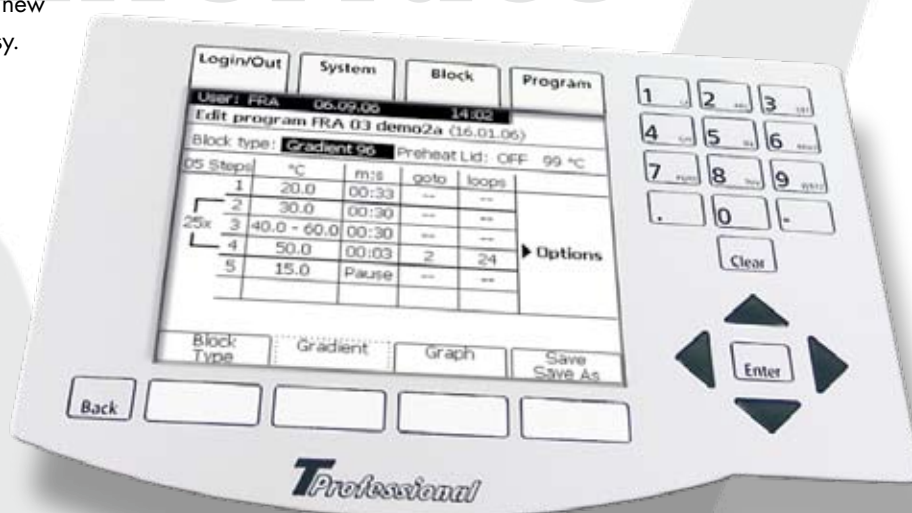 new
sy.
Login/Out System Block Program
User: FRA 06.09.06 14:02
Edit program FRA 03 demo2a (16.01.06)
Block type: Gradient 96 Preheat Lid: OFF 99 °C
05 Steps °C m:s goto loops
1 20.0 00:33 -- --
2 30.0 00:30 -- --
25x 3 40.0 - 60.0 00:30 -- --
4 50.0 00:03 2 24
5 15.0 Pause -- --
Options
Block Type Gradient Graph Save Save As
1 2 3
4 5 6
7 8 9
. 0 -
Clear
Enter
Back
TProfessional